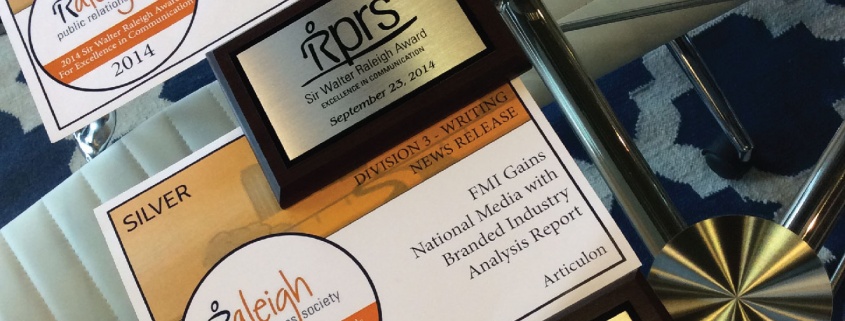 Raleigh
public relations
2014 Sir Walter Raleigh Award
For Excellence in Communication
2014
rprs
Sir Walter Raleigh Award
EXCELLENCE IN COMMUNICATION
September 23, 2014
SILVER
DIVISION 3 - WRITING
NEWS RELEASE
FMI Gains
National Media with
Branded Industry
Analysis Report
Articulon
Raleigh
society